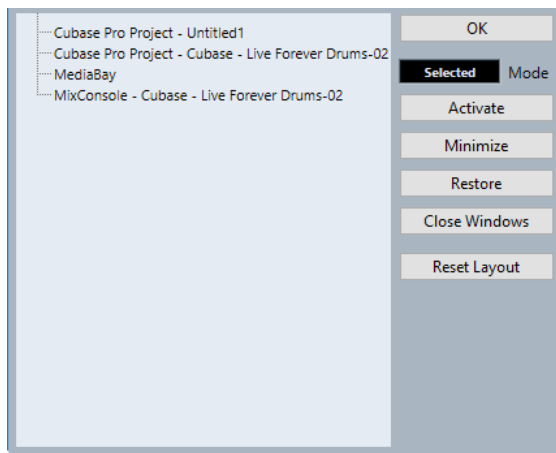 Cubase Pro Project - Untitled1
Cubase Pro Project - Cubase - Live Forever Drums-02
MediaBay
MixConsole - Cubase - Live Forever Drums-02
OK
Selected Mode
Activate
Minimize
Restore
Close Windows
Reset Layout